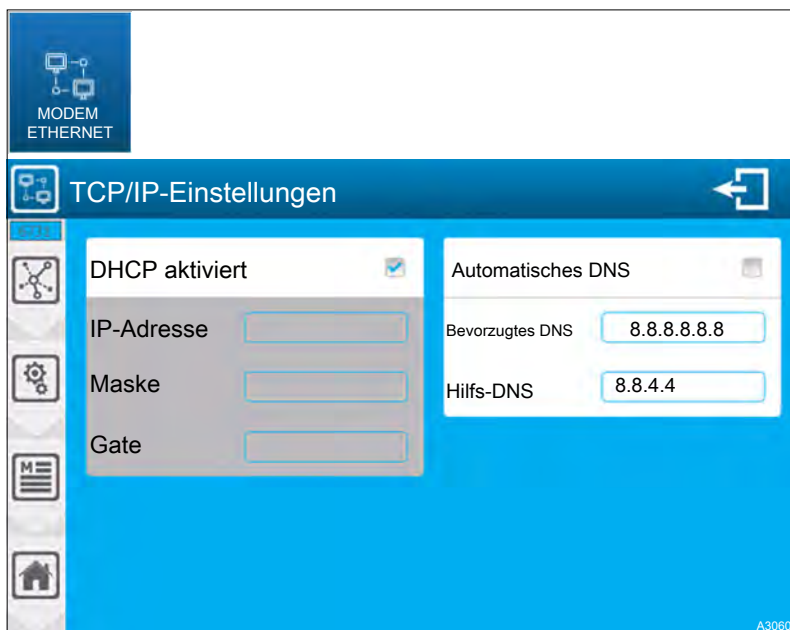 MODEM
ETHERNET
TCP/IP-Einstellungen
DHCP aktiviert
IP-Adresse
Maske
Gate
Automatisches DNS
Bevorzugtes DNS 8.8.8.8.8.8
Hilfs-DNS 8.8.4.4
M
A3060